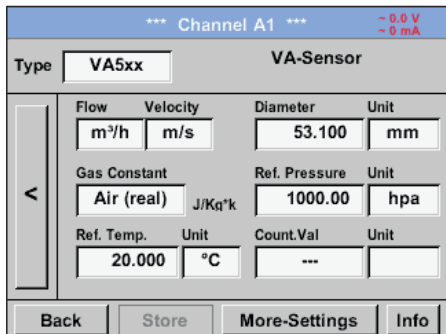 *** Channel A1 ***
~ 0.0 V
~ 0 mA
Type VA5xx VA-Sensor
Flow Velocity Diameter Unit
m³/h m/s 53.100 mm
Gas Constant Ref. Pressure Unit
< Air (real) J/Kg*k 1000.00 hpa
Ref. Temp. Unit Count.Val Unit
20.000 °C ---
Back Store More-Settings Info